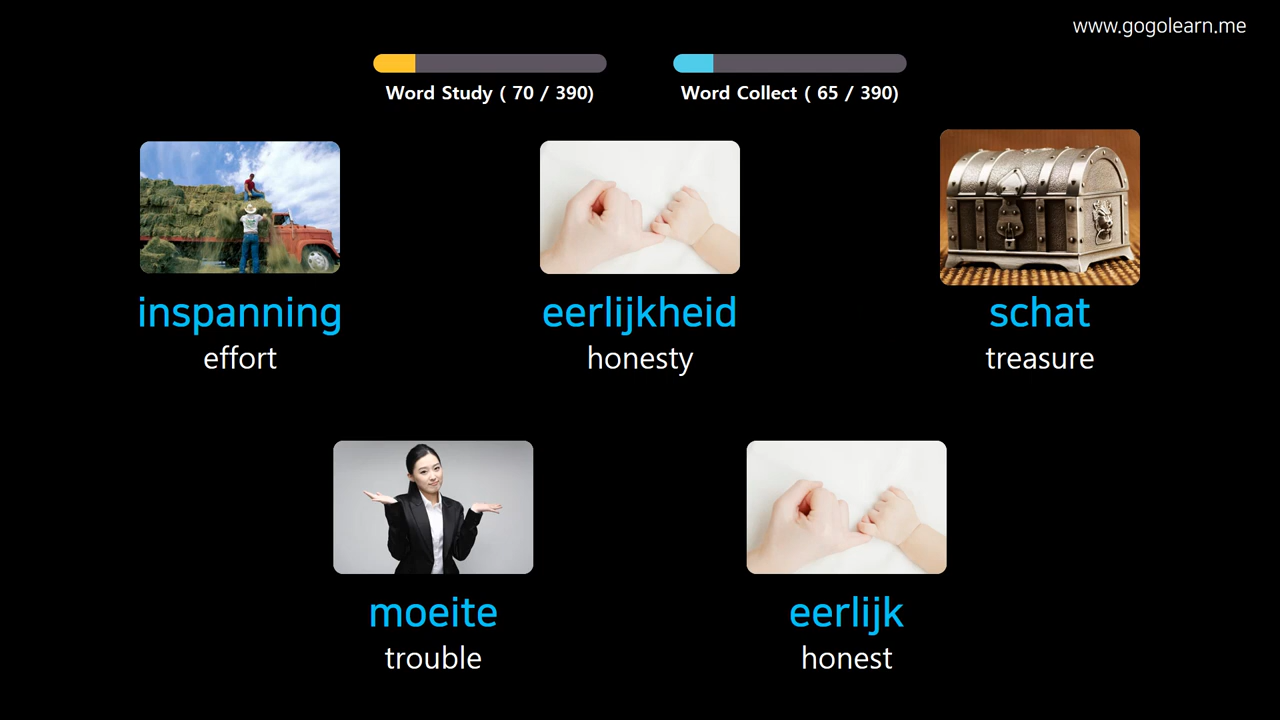 www.gogolearn.me
Word Study ( 70 / 390)
Word Collect ( 65 / 390)
inspanning
effort
eerlijkheid
honesty
schat
treasure
moeite
trouble
eerlijk
honest